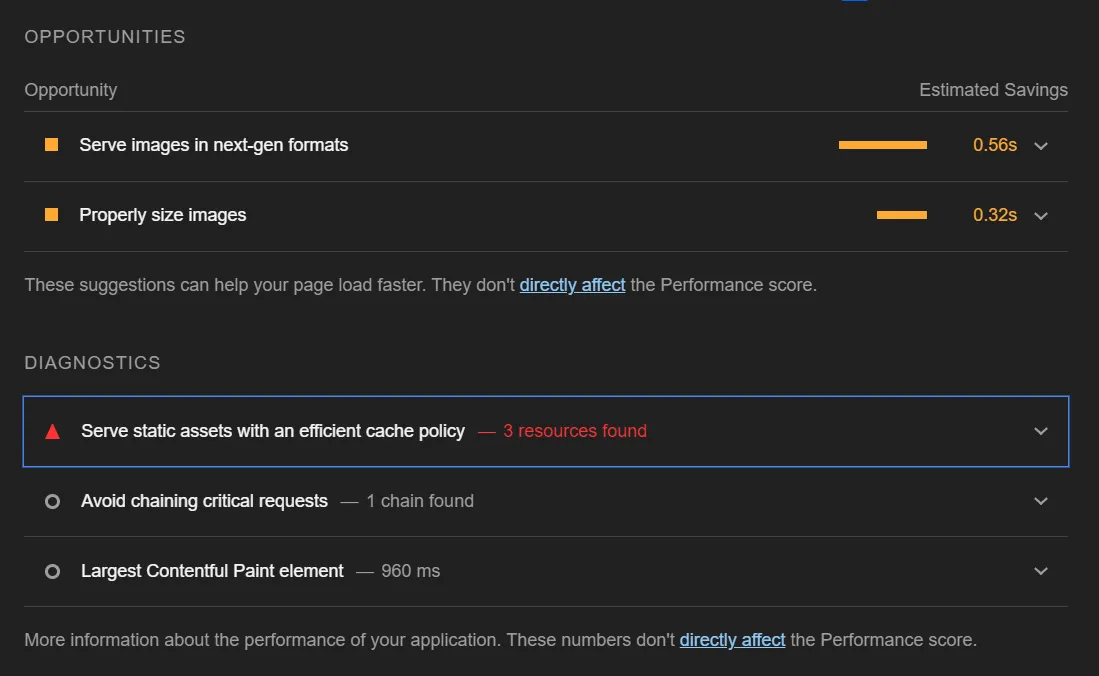 OPPORTUNITIES
Opportunity Estimated Savings
Serve images in next-gen formats 0.56s
Properly size images 0.32s
These suggestions can help your page load faster. They don't directly affect the Performance score.
DIAGNOSTICS
Serve static assets with an efficient cache policy — 3 resources found
Avoid chaining critical requests — 1 chain found
Largest Contentful Paint element — 960 ms
More information about the performance of your application. These numbers don't directly affect the Performance score.